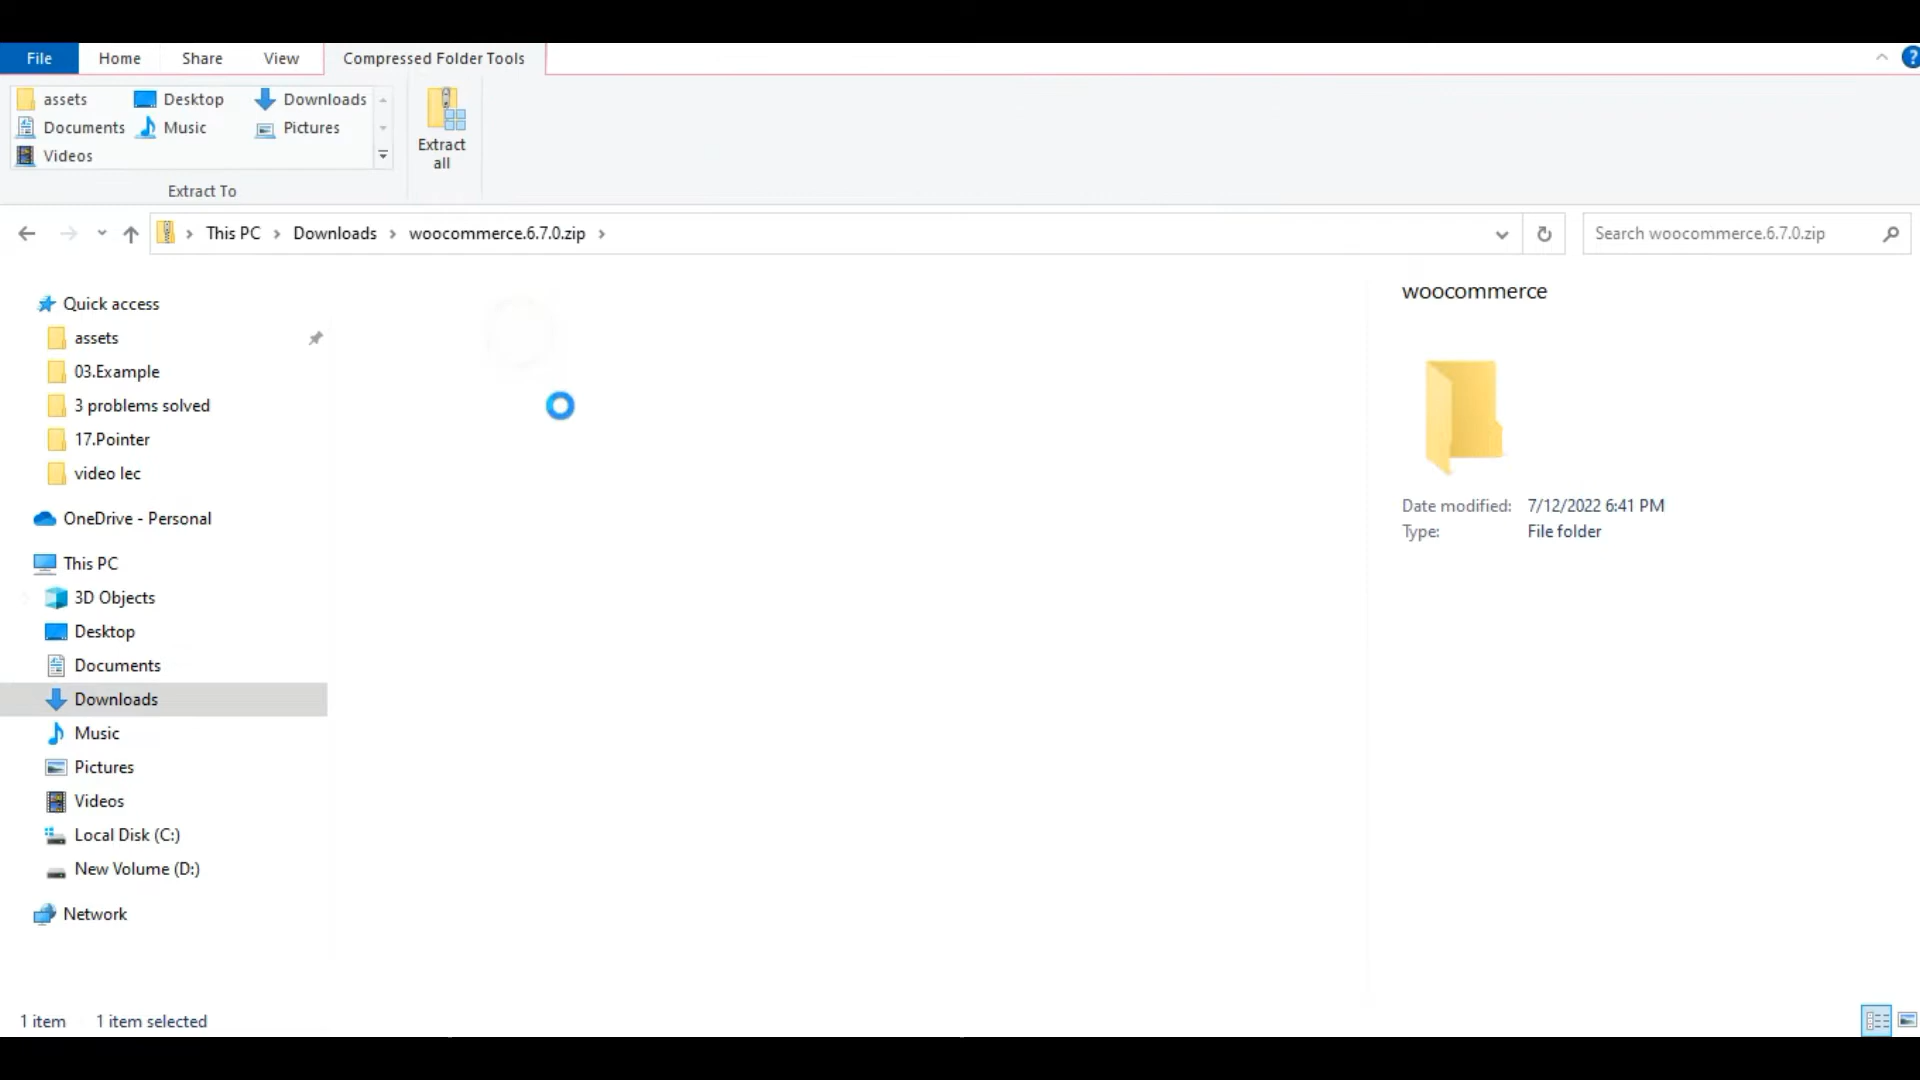 File Home Share View Compressed Folder Tools
?
assets Desktop Downloads
Documents Music Pictures
Videos
Extract all
Extract To
This PC > Downloads > woocommerce.6.7.0.zip >
Search woocommerce.6.7.0.zip
Quick access
assets
03.Example
3 problems solved
17.Pointer
video lec
OneDrive - Personal
This PC
3D Objects
Desktop
Documents
Downloads
Music
Pictures
Videos
Local Disk (C:)
New Volume (D:)
Network
woocommerce
Date modified: 7/12/2022 6:41 PM
Type: File folder
1 item 1 item selected